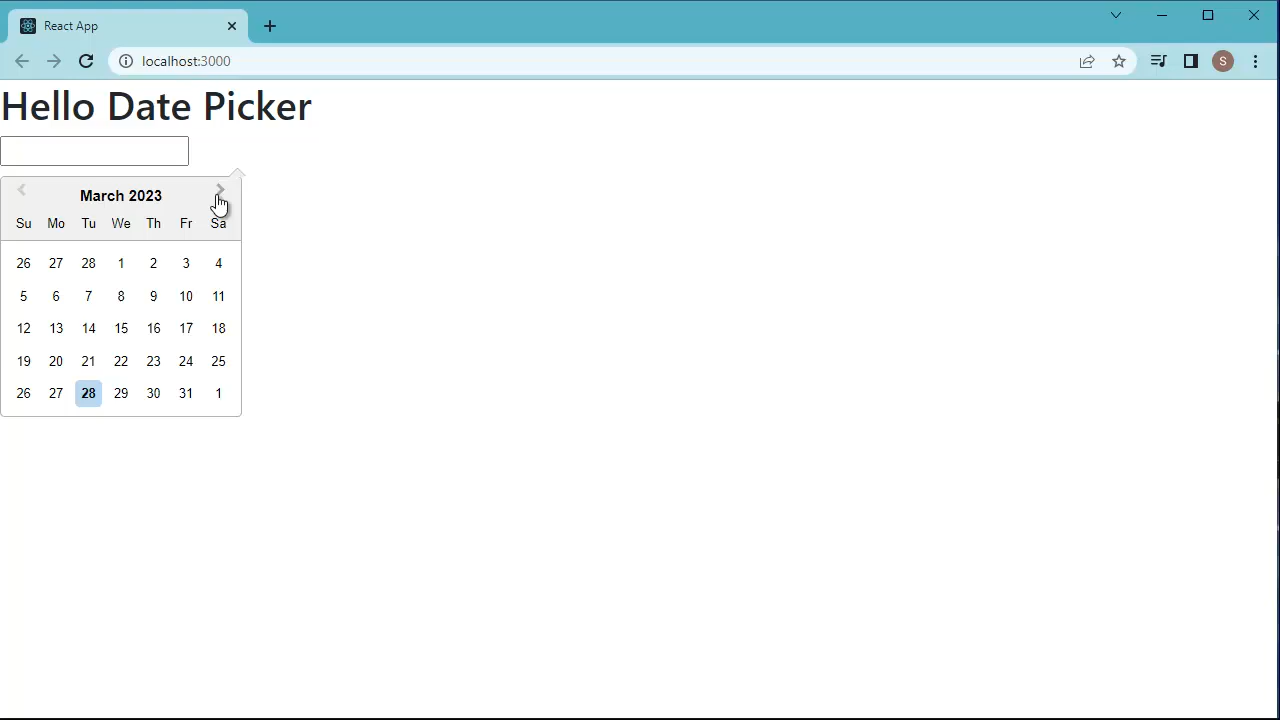 React App
localhost:3000
S
Hello Date Picker
March 2023
Su Mo Tu We Th Fr Sa
26 27 28 1 2 3 4
5 6 7 8 9 10 11
12 13 14 15 16 17 18
19 20 21 22 23 24 25
26 27 28 29 30 31 1